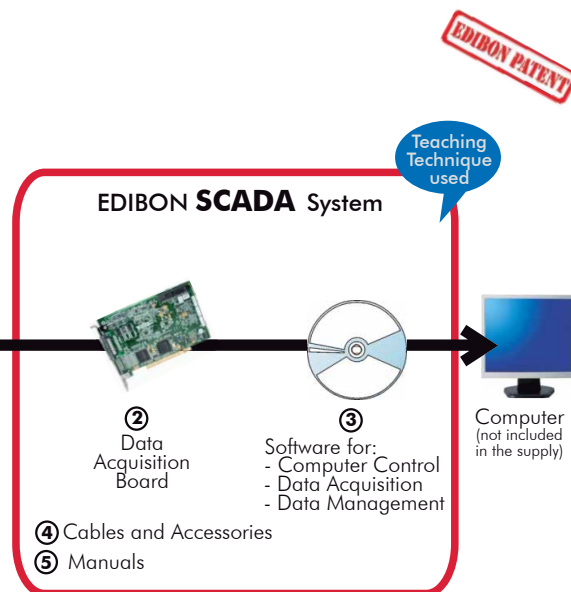 EDIBON PATENT
Teaching
Technique
used
EDIBON SCADA System
2
Data
Acquisition
Board
3
Software for:
- Computer Control
- Data Acquisition
- Data Management
Computer
(not included
in the supply)
4 Cables and Accessories
5 Manuals